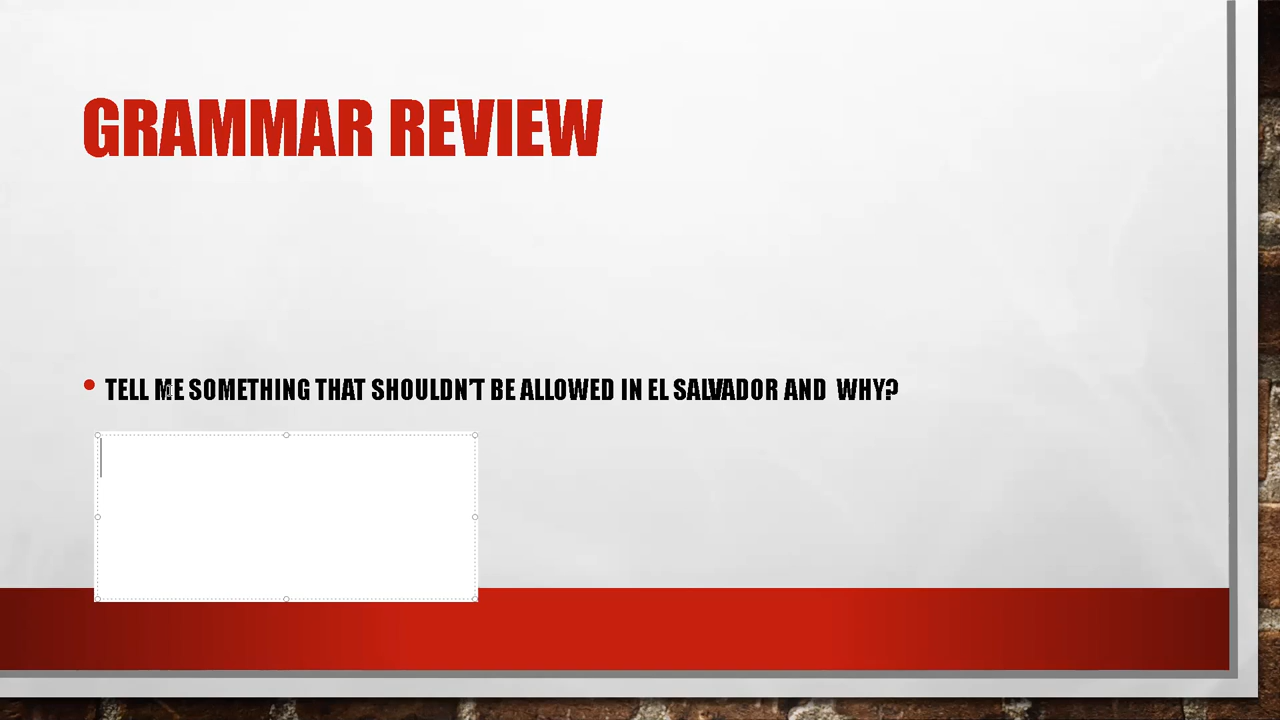 GRAMMAR REVIEW
TELL ME SOMETHING THAT SHOULDN'T BE ALLOWED IN EL SALVADOR AND WHY?